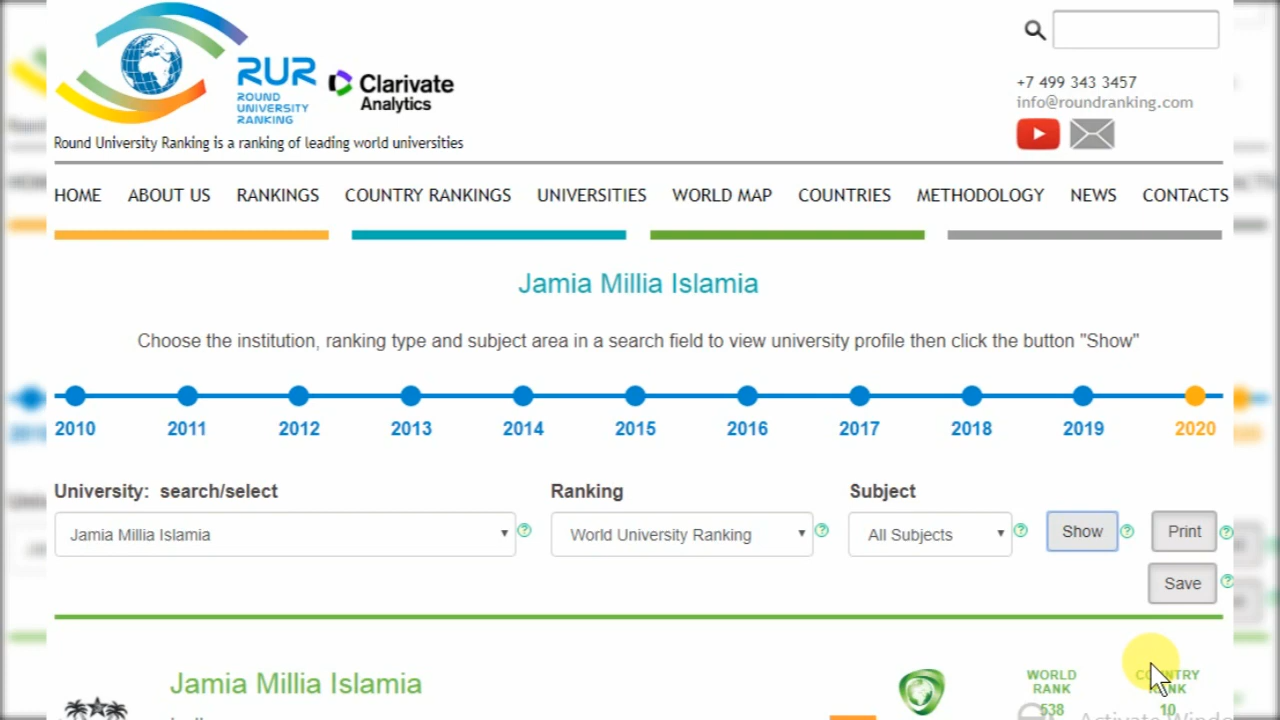 RUR
ROUND
UNIVERSITY
RANKING
Clarivate
Analytics
Round University Ranking is a ranking of leading world universities
+7 499 343 3457
info@roundranking.com
HOME ABOUT US RANKINGS COUNTRY RANKINGS UNIVERSITIES WORLD MAP COUNTRIES METHODOLOGY NEWS CONTACTS
Jamia Millia Islamia
Choose the institution, ranking type and subject area in a search field to view university profile then click the button "Show"
2010 2011 2012 2013 2014 2015 2016 2017 2018 2019 2020
University: search/select Ranking Subject
Jamia Millia Islamia World University Ranking All Subjects Show Print
Save
Jamia Millia Islamia
WORLD
RANK
538
10
Activate Windo